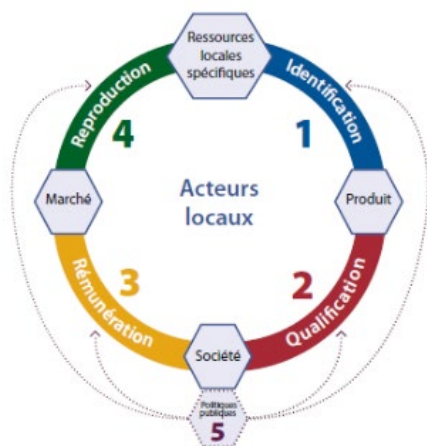 Ressources
locales
spécifiques
Identification
1
Produit
Qualification
2
Société
Rémunération
3
Marché
Reproduction
4
Acteurs
locaux
Politiques
publiques
5